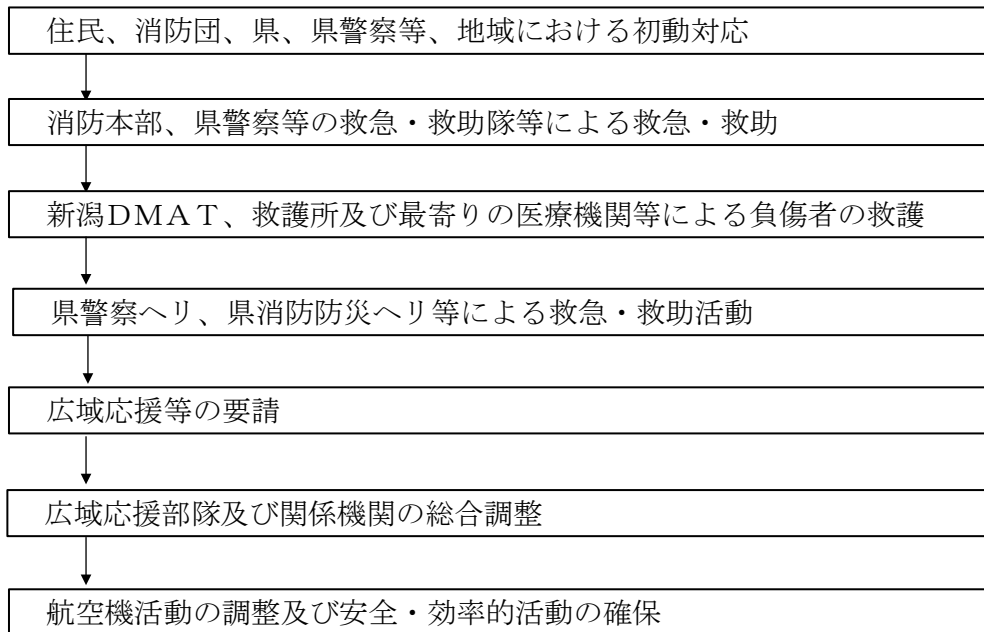 住民、消防団、県、県警察等、地域における初動対応
消防本部、県警察等の救急・救助隊等による救急・救助
新潟ＤＭＡＴ、救護所及び最寄りの医療機関等による負傷者の救護
県警察ヘリ、県消防防災ヘリ等による救急・救助活動
広域応援等の要請
広域応援部隊及び関係機関の総合調整
航空機活動の調整及び安全・効率的活動の確保